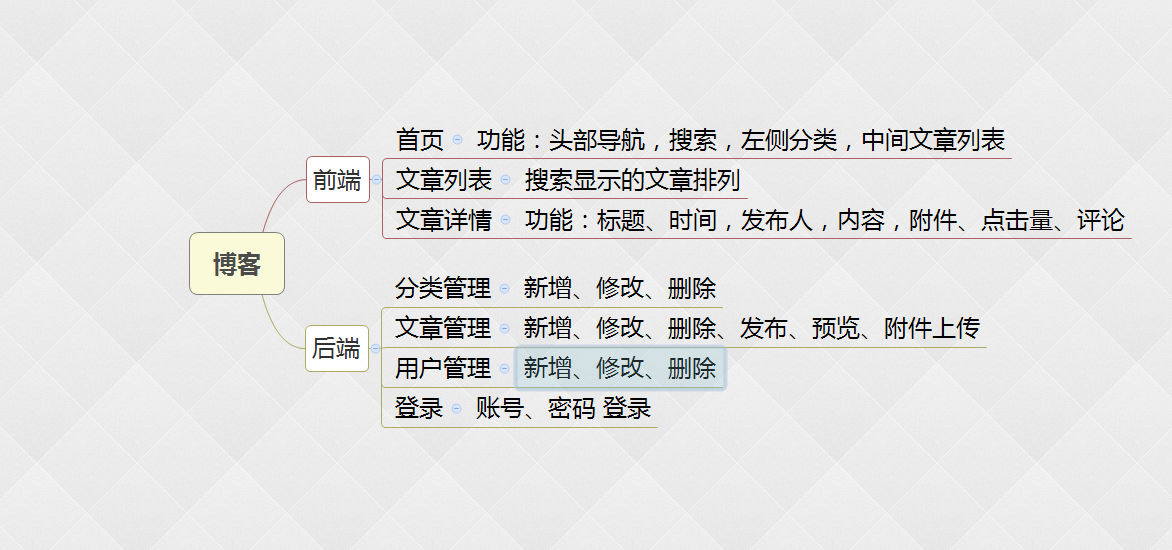 首页 功能：头部导航，搜索，左侧分类，中间文章列表
前端
文章列表 搜索显示的文章排列
文章详情 功能：标题、时间，发布人，内容，附件、点击量、评论
博客
分类管理 新增、修改、删除
文章管理 新增、修改、删除、发布、预览、附件上传
后端
用户管理 新增、修改、删除
登录 账号、密码 登录